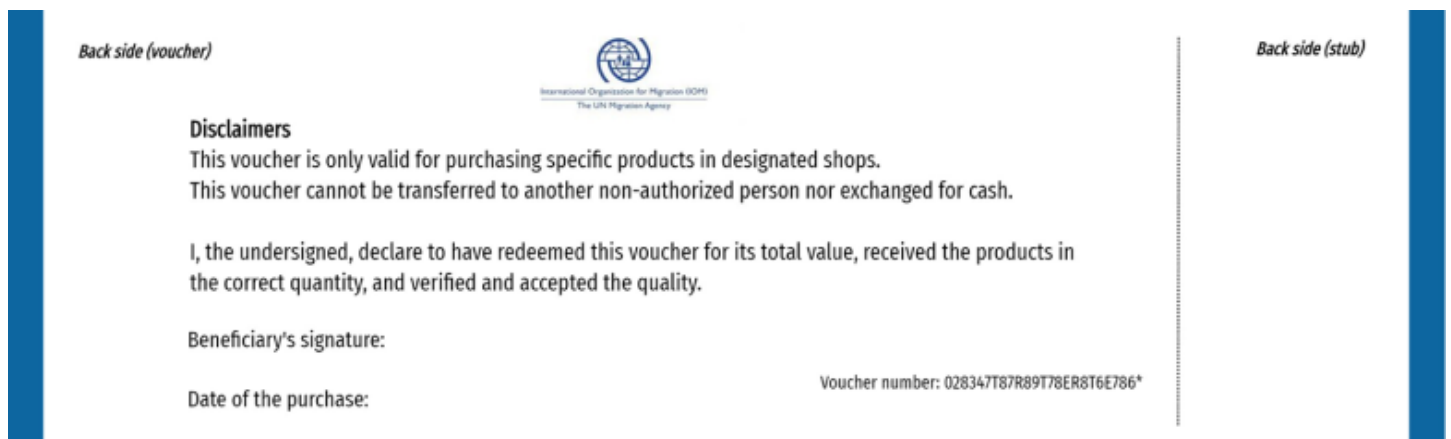 Back side (voucher)
International Organization for Migration (IOM)
The UN Migration Agency
Back side (stub)
Disclaimers
This voucher is only valid for purchasing specific products in designated shops.
This voucher cannot be transferred to another non-authorized person nor exchanged for cash.
I, the undersigned, declare to have redeemed this voucher for its total value, received the products in
the correct quantity, and verified and accepted the quality.
Beneficiary's signature:
Voucher number: 028347T87R89T78ER8T6E786*
Date of the purchase: